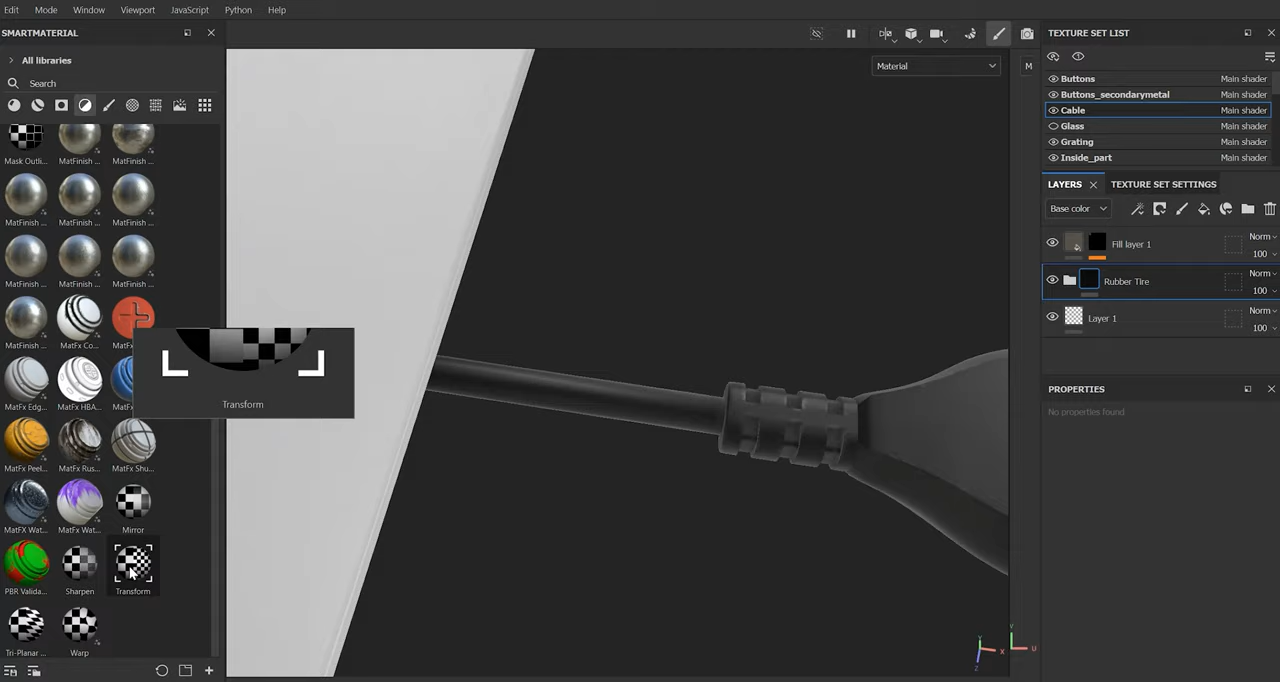 Edit Mode Window Viewport JavaScript Python Help
SMARTMATERIAL
All libraries
Search
Mask Outli... MatFinish ... MatFinish ...
MatFinish ... MatFinish ... MatFinish ...
MatFinish ... MatFinish ... MatFinish ...
MatFinish ... MatFx Co... MatFx
MatFx Edg... MatFx HBA... MatFx
MatFx Peel... MatFx Rus... MatFx Shu...
MatFX Wat... MatFx Wat... Mirror
PBR Valida... Sharpen Transform
Tri-Planar ... Warp
Transform
Material
M
Y
X
Z
V
U
TEXTURE SET LIST
Buttons Main shader
Buttons_secondarymetal Main shader
Cable Main shader
Glass Main shader
Grating Main shader
Inside_part Main shader
LAYERS TEXTURE SET SETTINGS
Base color
Fill layer 1 Norm
100
Rubber Tire Norm
100
Layer 1 Norm
100
PROPERTIES
No properties found